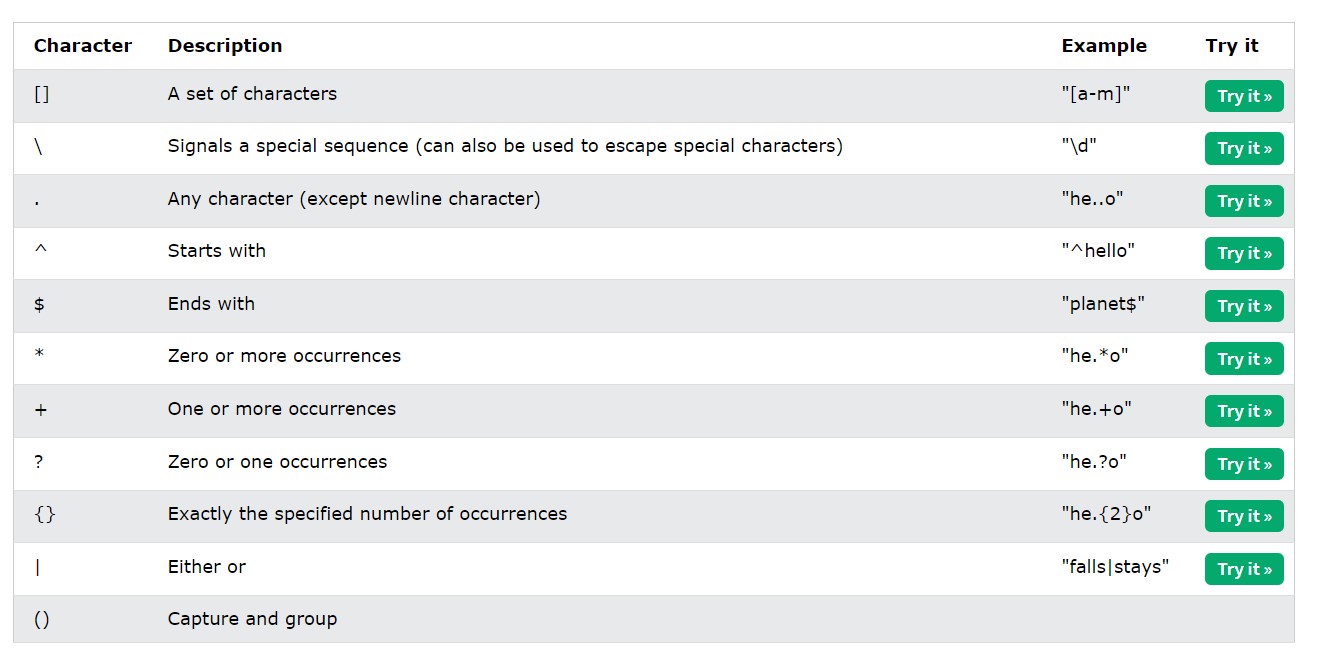 Character Description Example Try it
[] A set of characters "[a-m]" Try it »
\ Signals a special sequence (can also be used to escape special characters) "\d" Try it »
. Any character (except newline character) "he..o" Try it »
^ Starts with "^hello" Try it »
$ Ends with "planet$" Try it »
* Zero or more occurrences "he.*o" Try it »
+ One or more occurrences "he.+o" Try it »
? Zero or one occurrences "he.?o" Try it »
{} Exactly the specified number of occurrences "he.{2}o" Try it »
| Either or "falls|stays" Try it »
() Capture and group